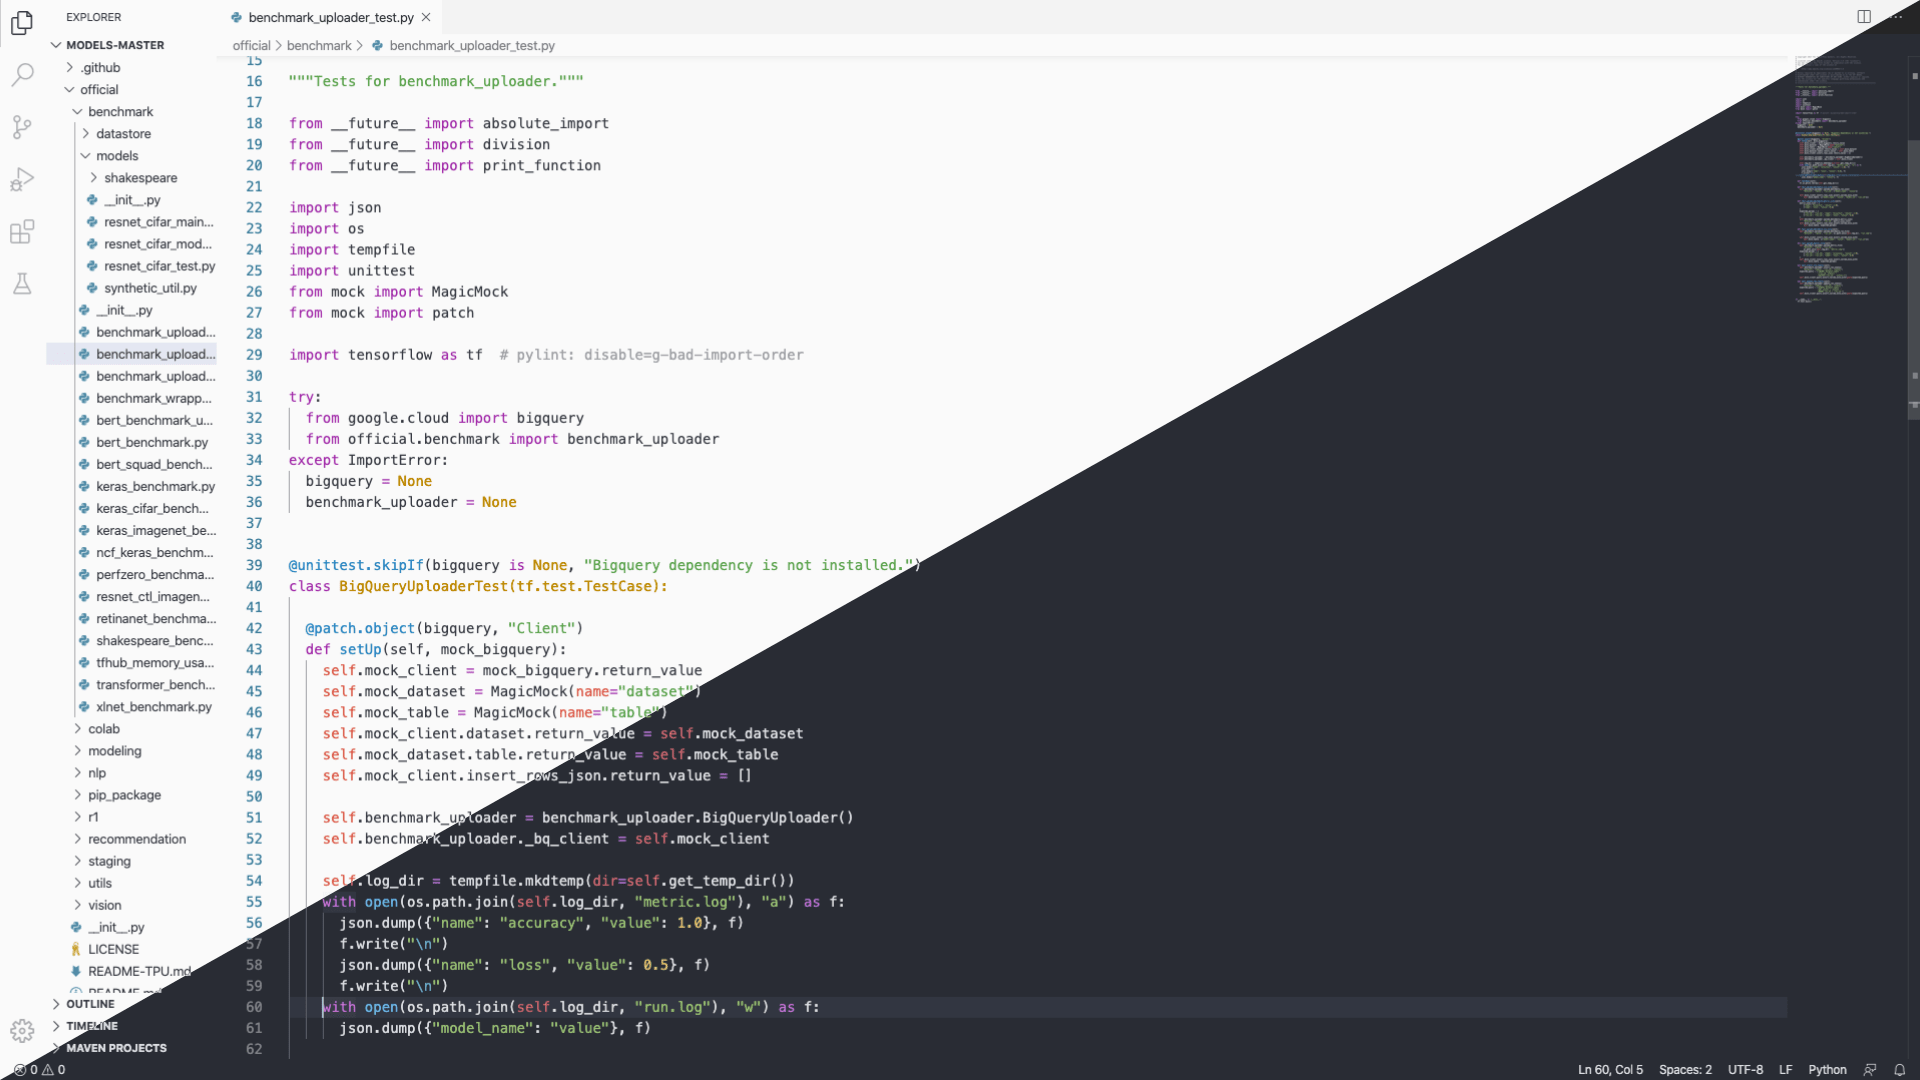 EXPLORER
MODELS-MASTER
.github
official
benchmark
datastore
models
shakespeare
__init__.py
resnet_cifar_main...
resnet_cifar_mod...
resnet_cifar_test.py
synthetic_util.py
__init__.py
benchmark_upload...
benchmark_upload...
benchmark_upload...
benchmark_wrapp...
bert_benchmark_u...
bert_benchmark.py
bert_squad_bench...
keras_benchmark.py
keras_cifar_bench...
keras_imagenet_be...
ncf_keras_benchm...
perfzero_benchma...
resnet_ctl_imagen...
retinanet_benchma...
shakespeare_benc...
tfhub_memory_usa...
transformer_bench...
xlnet_benchmark.py
colab
modeling
nlp
pip_package
r1
recommendation
staging
utils
vision
__init__.py
LICENSE
README-TPU.md
README.md
OUTLINE
TIMELINE
MAVEN PROJECTS
benchmark_uploader_test.py
official > benchmark > benchmark_uploader_test.py
15
16 """Tests for benchmark_uploader."""
17
18 from __future__ import absolute_import
19 from __future__ import division
20 from __future__ import print_function
21
22 import json
23 import os
24 import tempfile
25 import unittest
26 from mock import MagicMock
27 from mock import patch
28
29 import tensorflow as tf  # pylint: disable=g-bad-import-order
30
31 try:
32   from google.cloud import bigquery
33   from official.benchmark import benchmark_uploader
34 except ImportError:
35   bigquery = None
36   benchmark_uploader = None
37
38
39 @unittest.skipIf(bigquery is None, "Bigquery dependency is not installed.")
40 class BigQueryUploaderTest(tf.test.TestCase):
41
42   @patch.object(bigquery, "Client")
43   def setUp(self, mock_bigquery):
44     self.mock_client = mock_bigquery.return_value
45     self.mock_dataset = MagicMock(name="dataset")
46     self.mock_table = MagicMock(name="table")
47     self.mock_client.dataset.return_value = self.mock_dataset
48     self.mock_dataset.table.return_value = self.mock_table
49     self.mock_client.insert_rows_json.return_value = []
50
51     self.benchmark_uploader = benchmark_uploader.BigQueryUploader()
52     self.benchmark_uploader._bq_client = self.mock_client
53
54     self.log_dir = tempfile.mkdtemp(dir=self.get_temp_dir())
55     with open(os.path.join(self.log_dir, "metric.log"), "a") as f:
56       json.dump({"name": "accuracy", "value": 1.0}, f)
57       f.write("\n")
58       json.dump({"name": "loss", "value": 0.5}, f)
59       f.write("\n")
60     with open(os.path.join(self.log_dir, "run.log"), "w") as f:
61       json.dump({"model_name": "value"}, f)
62
0 0
Ln 60, Col 5 Spaces: 2 UTF-8 LF Python